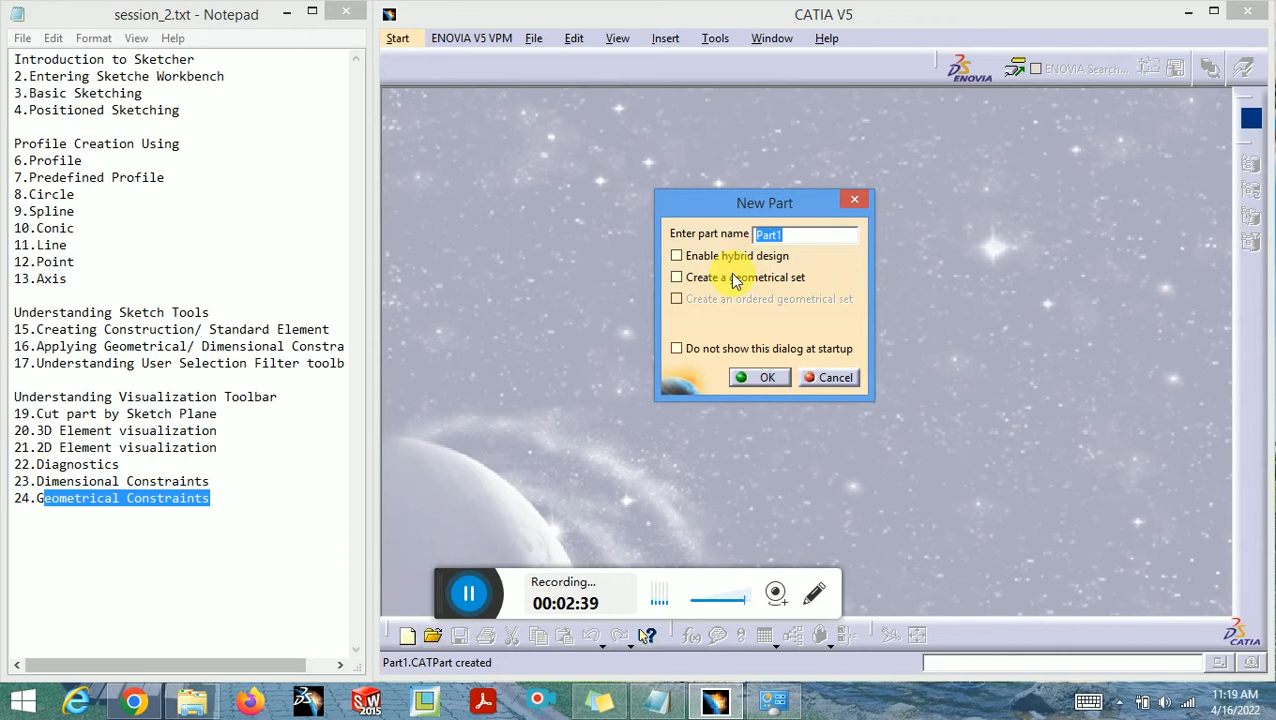 session_2.txt - Notepad
File Edit Format View Help
Introduction to Sketcher
2.Entering Sketche Workbench
3.Basic Sketching
4.Positioned Sketching
Profile Creation Using
6.Profile
7.Predefined Profile
8.Circle
9.Spline
10.Conic
11.Line
12.Point
13.Axis
Understanding Sketch Tools
15.Creating Construction/ Standard Element
16.Applying Geometrical/ Dimensional Constra
17.Understanding User Selection Filter toolb
Understanding Visualization Toolbar
19.Cut part by Sketch Plane
20.3D Element visualization
21.2D Element visualization
22.Diagnostics
23.Dimensional Constraints
24.Geometrical Constraints
CATIA V5
Start ENOVIA V5 VPM File Edit View Insert Tools Window Help
ENOVIA
ENOVIA Search...
New Part
Enter part name Part1
Enable hybrid design
Create a geometrical set
Create an ordered geometrical set
Do not show this dialog at startup
OK Cancel
Recording...
00:02:39
CATIA
Part1.CATPart created
SW
2015
11:19 AM
4/16/2022